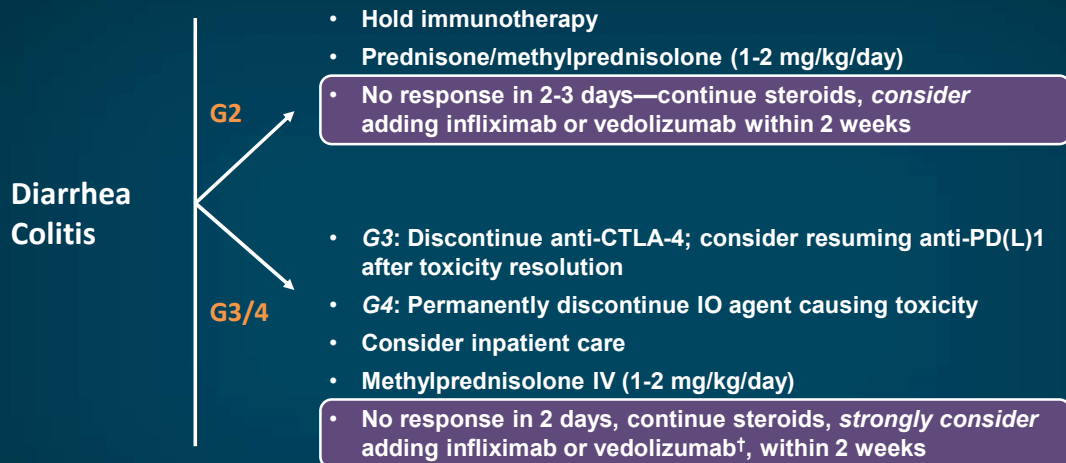 • Hold immunotherapy
• Prednisone/methylprednisolone (1-2 mg/kg/day)
• No response in 2-3 days—continue steroids, consider
adding infliximab or vedolizumab within 2 weeks
G2
Diarrhea
Colitis
G3/4
• G3: Discontinue anti-CTLA-4; consider resuming anti-PD(L)1
after toxicity resolution
• G4: Permanently discontinue IO agent causing toxicity
• Consider inpatient care
• Methylprednisolone IV (1-2 mg/kg/day)
• No response in 2 days, continue steroids, strongly consider
adding infliximab or vedolizumab†, within 2 weeks